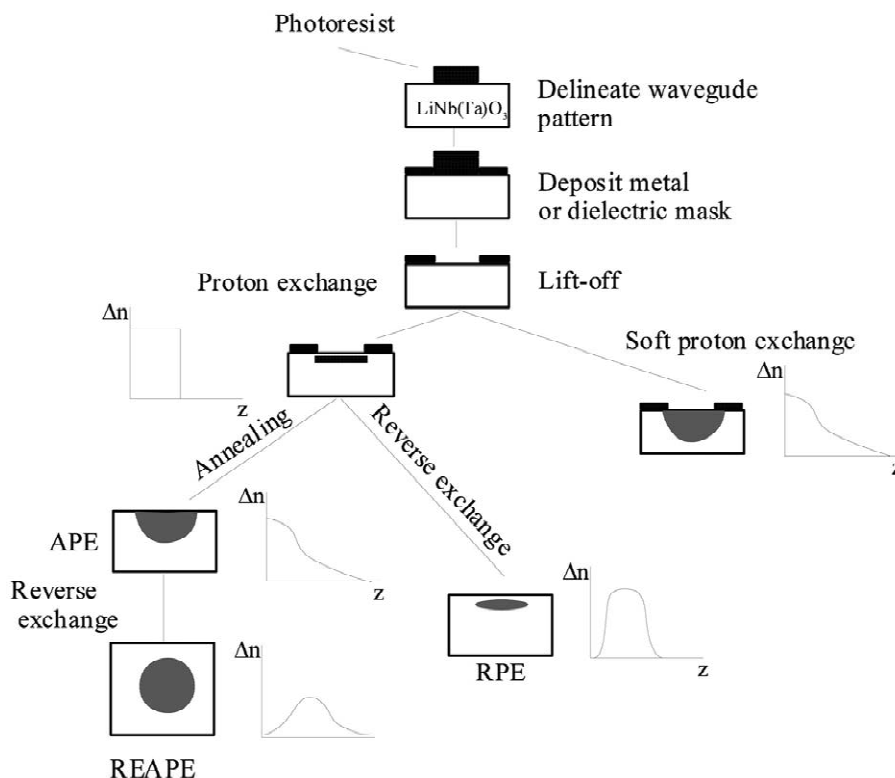 Photoresist
LiNb(Ta)O₃
Delineate wavegude
pattern
Deposit metal
or dielectric mask
Proton exchange
Lift-off
Soft proton exchange
Δn
z
Δn
z
Annealing
Reverse exchange
APE
Δn
z
Reverse
exchange
RPE
Δn
z
Δn
REAPE